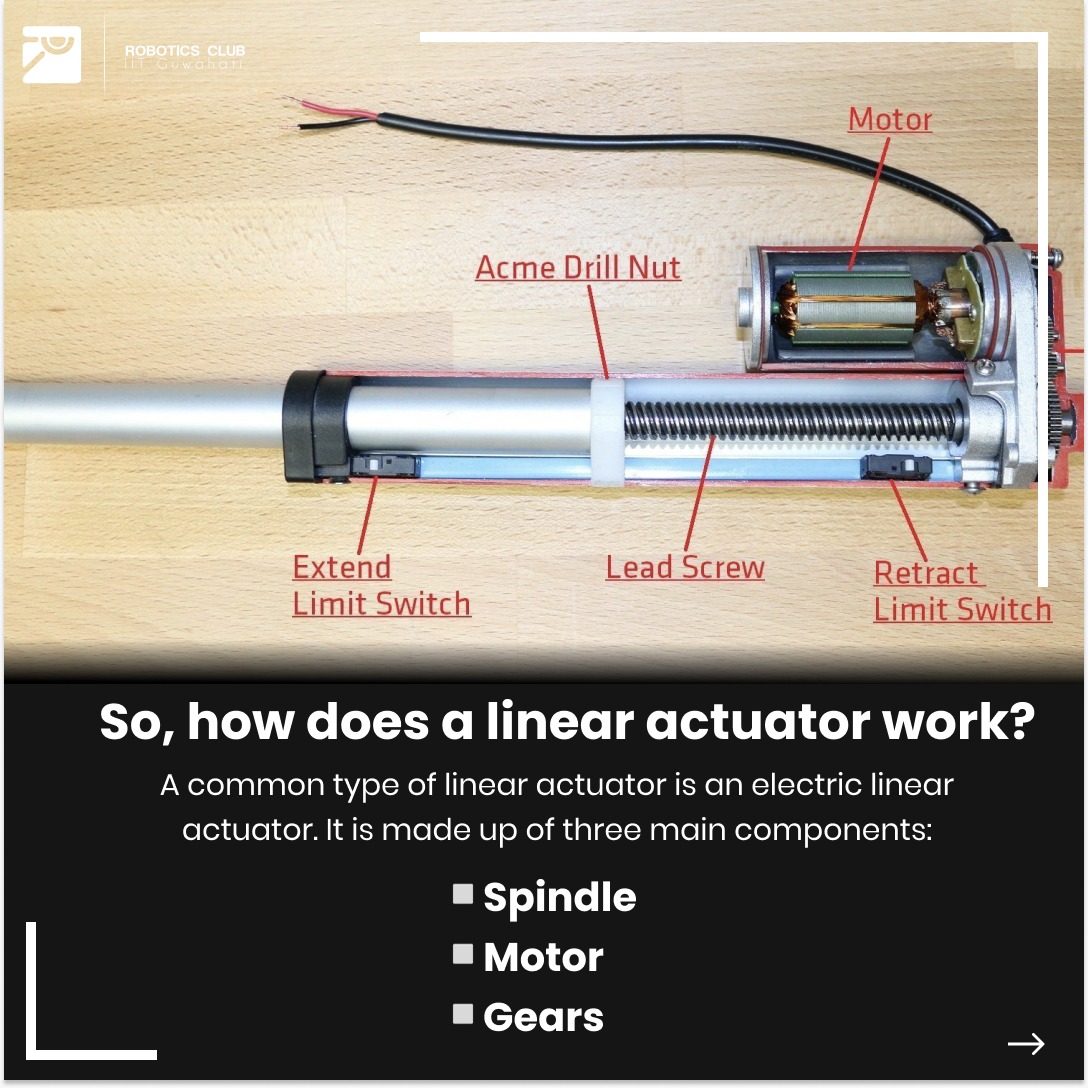 ROBOTICS CLUB
IIT Guwahati
Motor
Acme Drill Nut
Extend
Limit Switch
Lead Screw
Retract
Limit Switch
So, how does a linear actuator work?
A common type of linear actuator is an electric linear
actuator. It is made up of three main components:
Spindle
Motor
Gears